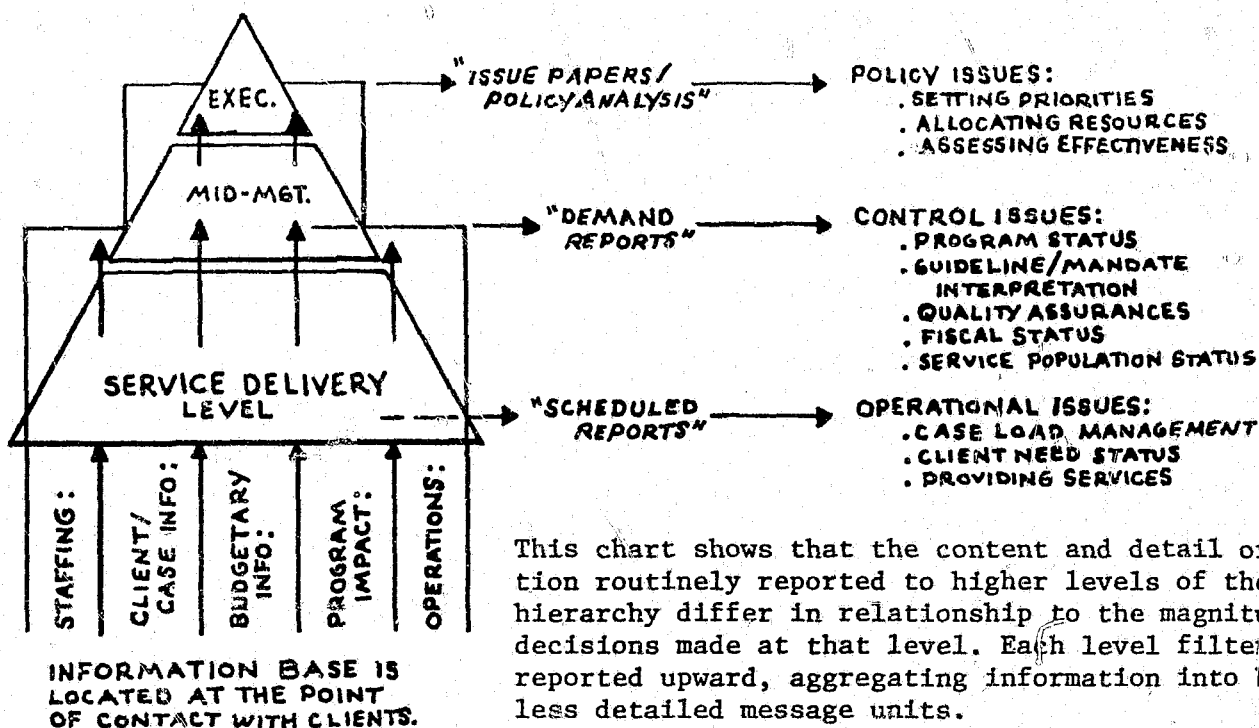 EXEC.
MID-MGT.
SERVICE DELIVERY
LEVEL
STAFFING:
CLIENT/
CASE INFO:
BUDGETARY
INFO:
PROGRAM
IMPACT:
OPERATIONS:
INFORMATION BASE IS
LOCATED AT THE POINT
OF CONTACT WITH CLIENTS.
"ISSUE PAPERS/
POLICY ANALYSIS"
POLICY ISSUES:
. SETTING PRIORITIES
. ALLOCATING RESOURCES
. ASSESSING EFFECTIVENESS
"DEMAND
REPORTS"
CONTROL ISSUES:
. PROGRAM STATUS
. GUIDELINE/MANDATE
INTERPRETATION
. QUALITY ASSURANCES
. FISCAL STATUS
. SERVICE POPULATION STATUS
"SCHEDULED
REPORTS"
OPERATIONAL ISSUES:
. CASE LOAD MANAGEMENT
. CLIENT NEED STATUS
. PROVIDING SERVICES
This chart shows that the content and detail
tion routinely reported to higher levels of
hierarchy differ in relationship to the
decisions made at that level. Each level
reported upward, aggregating information into
less detailed message units.